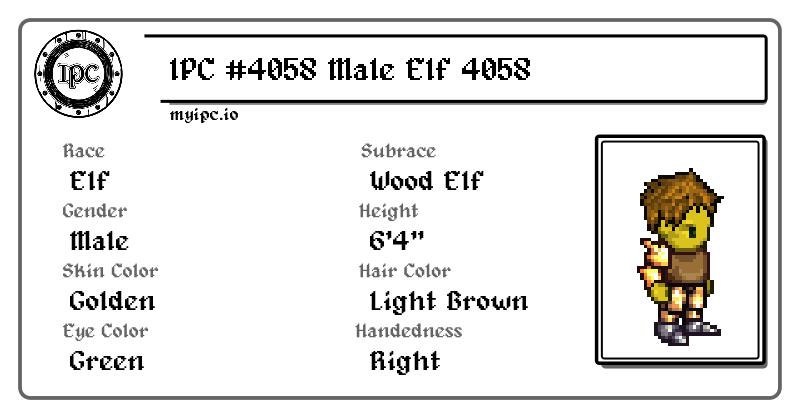 IPC
IPC #4058 Male Elf 4058
myipc.io
Race
Elf
Subrace
Wood Elf
Gender
Male
Height
6'4"
Skin Color
Golden
Hair Color
Light Brown
Eye Color
Green
Handedness
Right